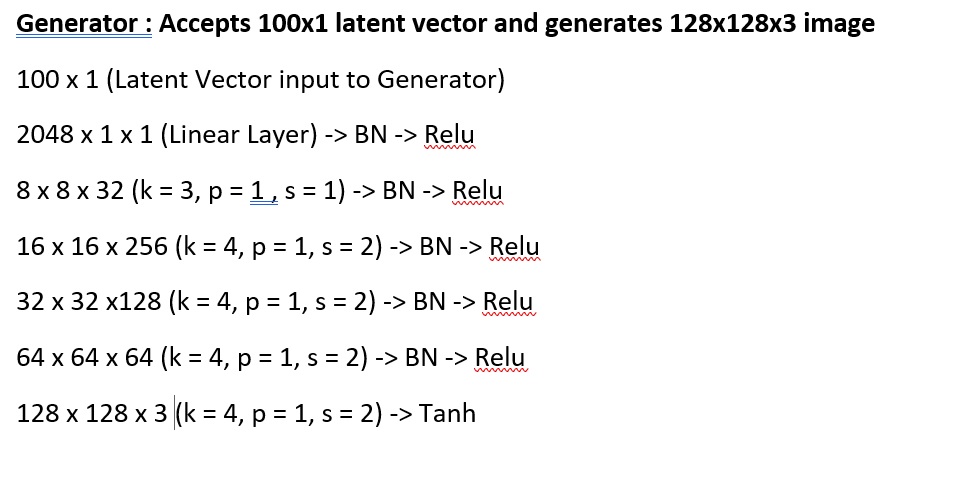 Generator : Accepts 100x1 latent vector and generates 128x128x3 image
100 x 1 (Latent Vector input to Generator)
2048 x 1 x 1 (Linear Layer) -> BN -> Relu
8 x 8 x 32 (k = 3, p = 1 , s = 1) -> BN -> Relu
16 x 16 x 256 (k = 4, p = 1, s = 2) -> BN -> Relu
32 x 32 x128 (k = 4, p = 1, s = 2) -> BN -> Relu
64 x 64 x 64 (k = 4, p = 1, s = 2) -> BN -> Relu
128 x 128 x 3 (k = 4, p = 1, s = 2) -> Tanh